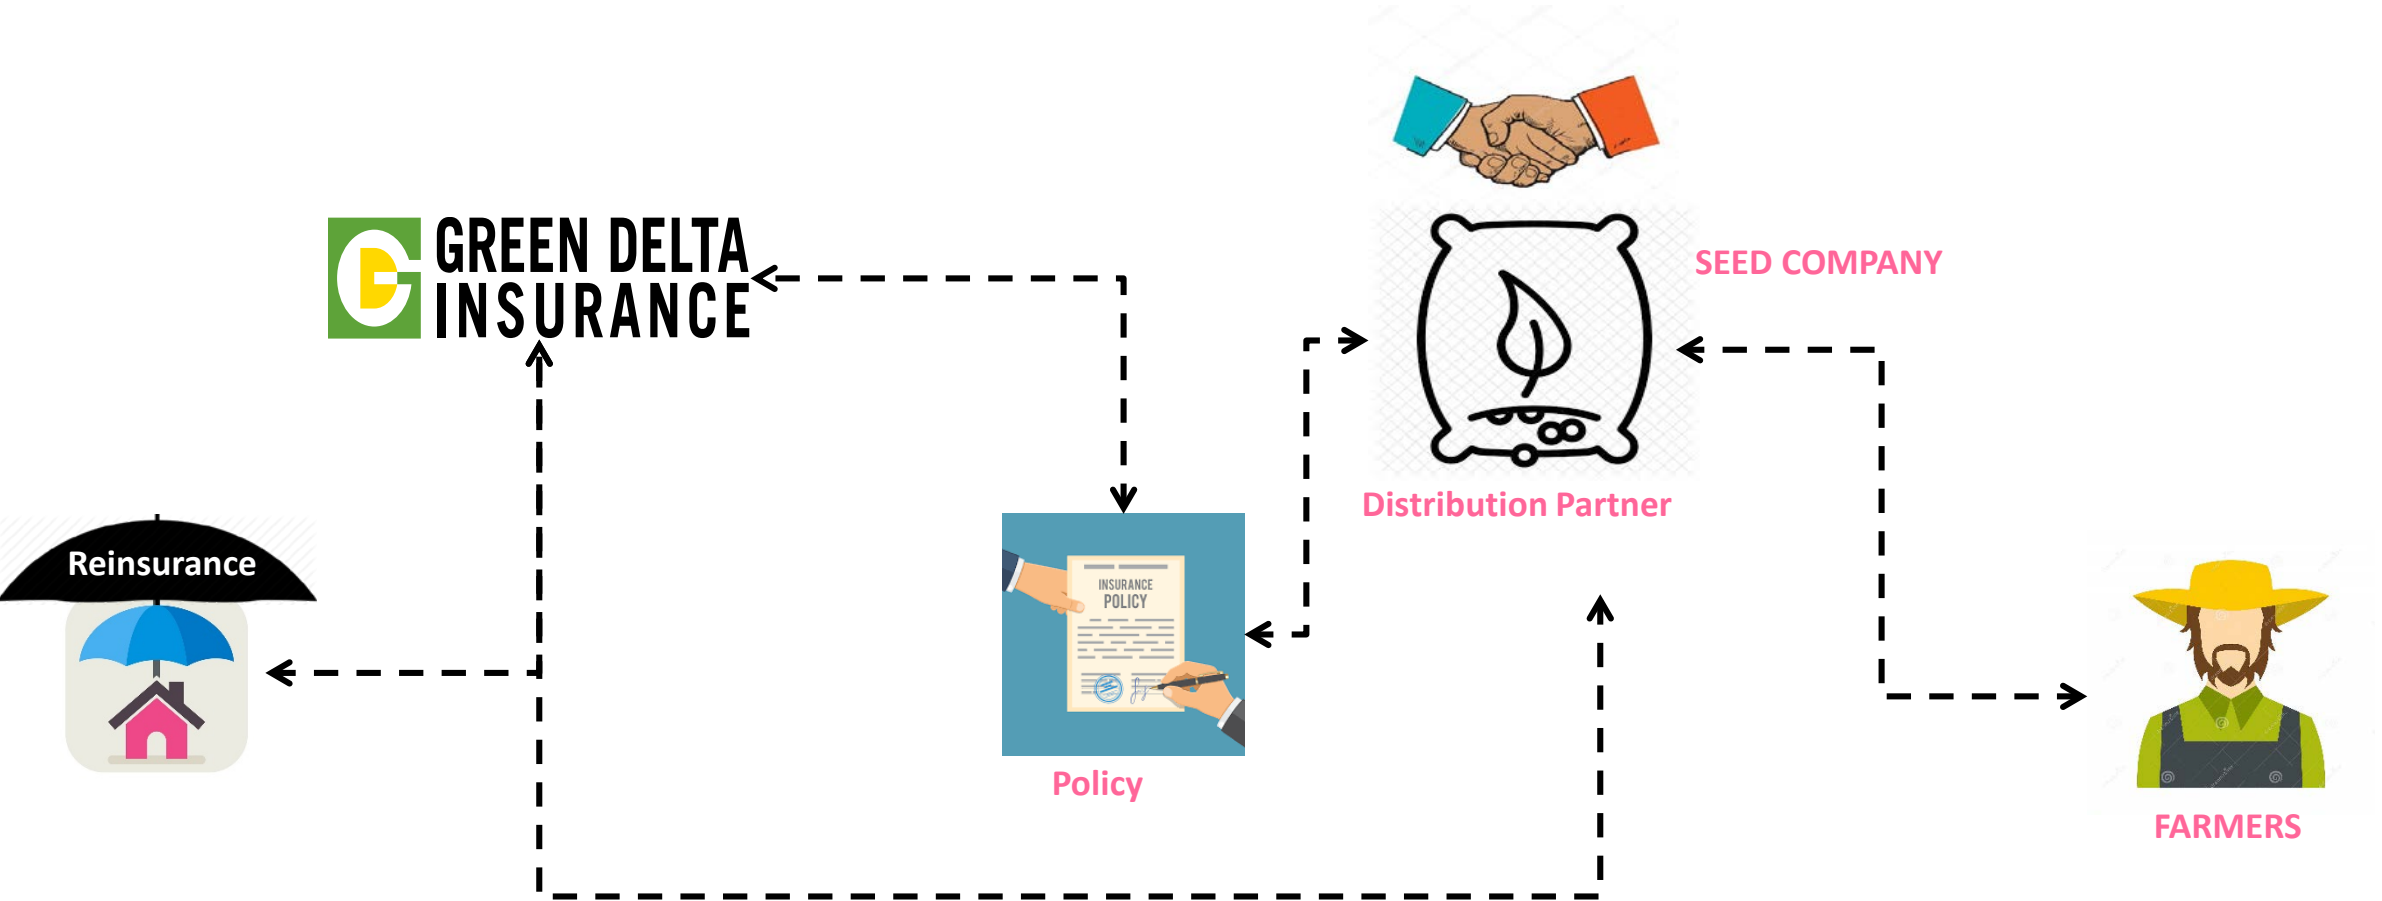 GREEN DELTA
INSURANCE
SEED COMPANY
Distribution Partner
Reinsurance
INSURANCE
POLICY
Policy
FARMERS